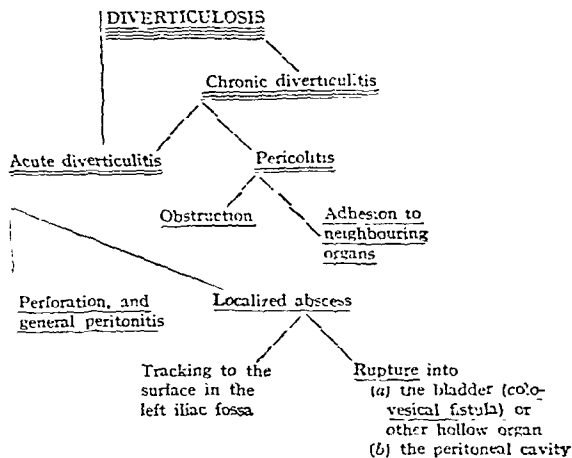 DIVERTICULOSIS
Chronic diverticulitis
Acute diverticulitis
Pericolitis
Obstruction
Adhesion to
neighbouring
organs
Perforation, and
general peritonitis
Localized abscess
Tracking to the
surface in the
left iliac fossa
Rupture into
(a) the bladder (colo-
vesical fistula) or
other hollow organ
(b) the peritoneal cavity